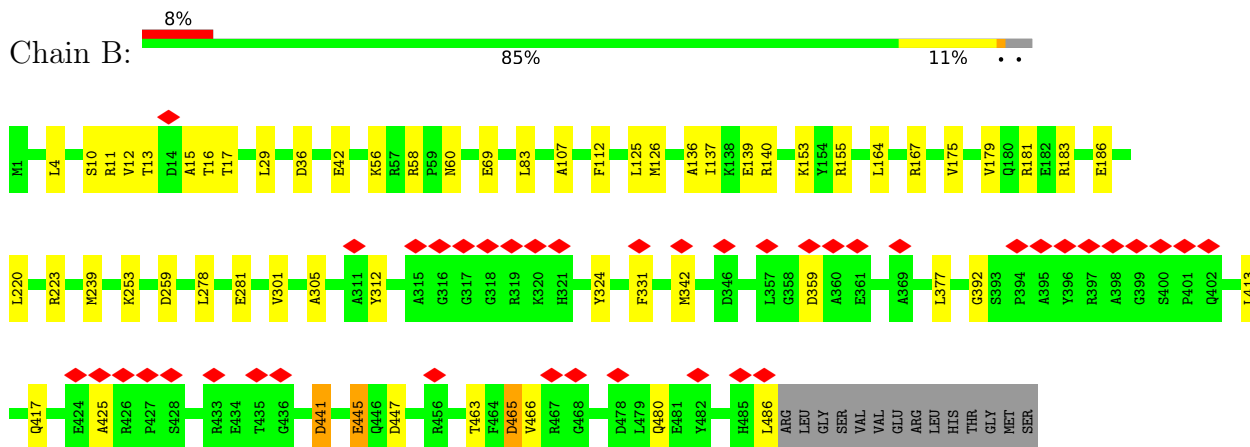 8%
Chain B:
85% 11% • •
M1 L4 S10 R11 V12 T13 D14 A15 T16 T17 L29 D36 E42 K56 R57 R58 P59 N60 E69 L83 A107 F112 L125 M126 A136 I137 K138 E139 R140 K153 Y154 R155 L164 R167 V175 V179 Q180 R181 E182 R183 E186
L220 R223 M239 K253 D259 L278 E281 V301 A305 A311 Y312 A315 G316 G317 G318 R319 K320 H321 Y324 F331 M342 D346 L357 G358 D359 A360 E361 A369 L377 G392 S393 P394 A395 Y396 R397 A398 G399 S400 P401 Q402 L413
Q417 E424 A425 R426 P427 S428 R433 E434 T435 G436 D441 E445 Q446 D447 R456 T463 F464 D465 V466 R467 G468 D478 L479 Q480 E481 Y482 H485 L486 ARG LEU GLY SER VAL VAL GLU ARG LEU HIS THR GLY MET SER